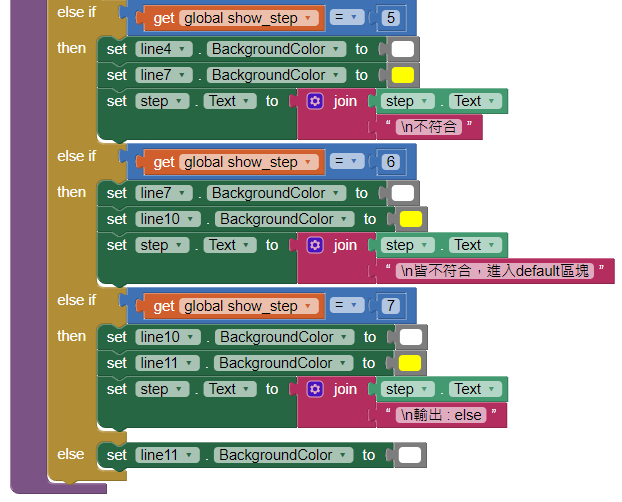 else if get global show_step = 5
then set line4 . BackgroundColor to
set line7 . BackgroundColor to
set step . Text to join step . Text
“ \n不符合 ”
else if get global show_step = 6
then set line7 . BackgroundColor to
set line10 . BackgroundColor to
set step . Text to join step . Text
“ \n皆不符合，進入default區塊 ”
else if get global show_step = 7
then set line10 . BackgroundColor to
set line11 . BackgroundColor to
set step . Text to join step . Text
“ \n輸出 : else ”
else set line11 . BackgroundColor to